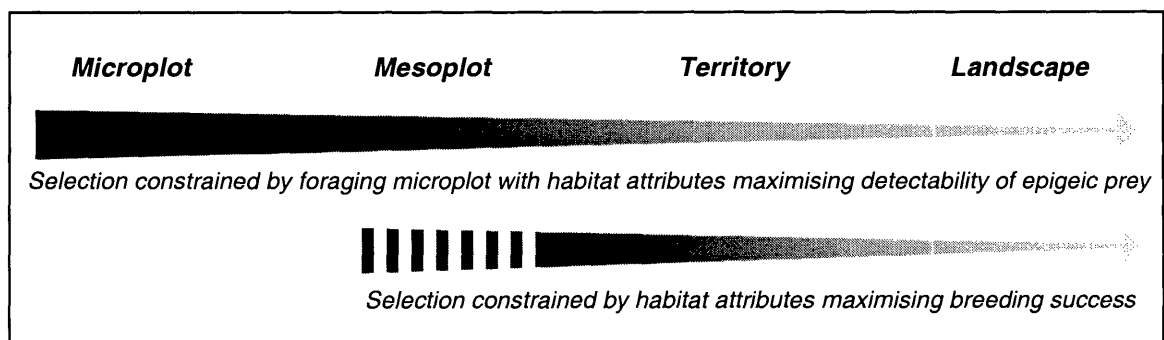 Microplot Mesoplot Territory Landscape
Selection constrained by foraging microplot with habitat attributes maximising detectability of epigeic prey
Selection constrained by habitat attributes maximising breeding success